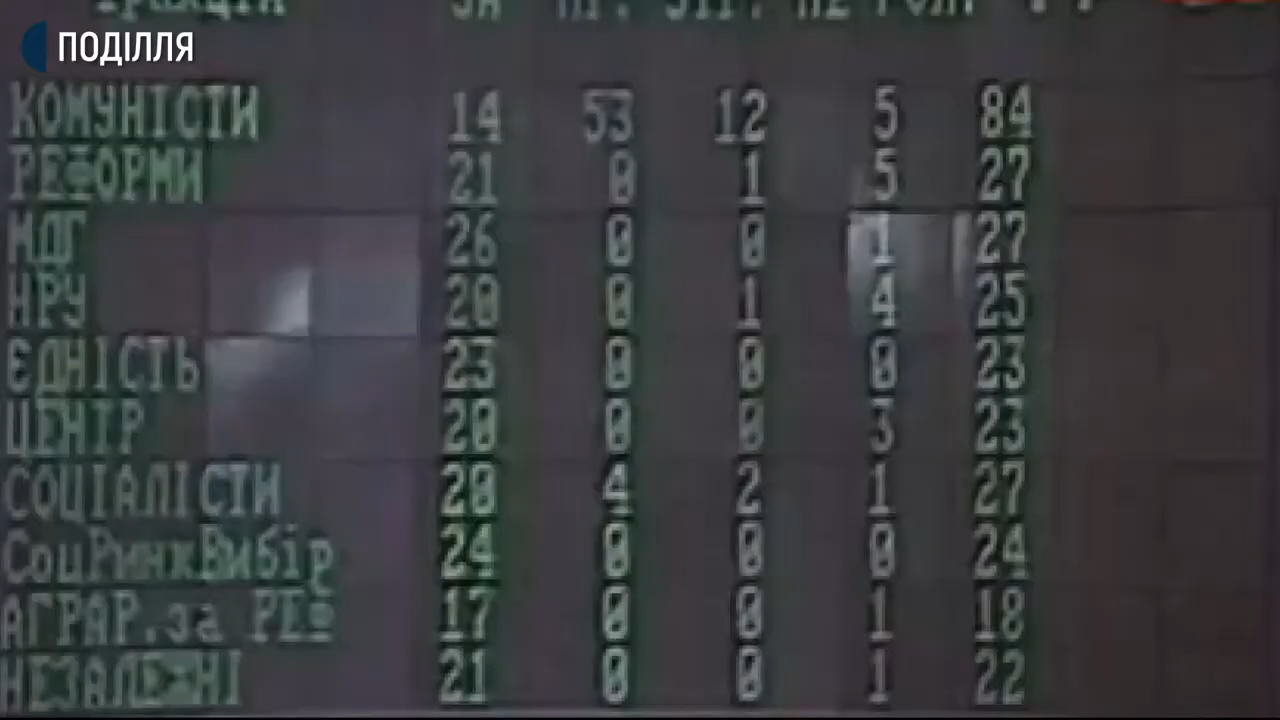 ПОДІЛЛЯ
КОМУНІСТИ 14 53 12 5 84
РЕФОРМИ 21 0 1 5 27
МДГ 26 0 0 1 27
НРУ 20 0 1 4 25
ЄДНІСТЬ 23 0 0 0 23
ЦЕНТР 20 0 0 3 23
СОЦІАЛІСТИ 20 4 2 1 27
СоцРинкВибір 24 0 0 0 24
АГРАР.за РЕФ 17 0 0 1 18
НЕЗАЛЕЖНІ 21 0 0 1 22